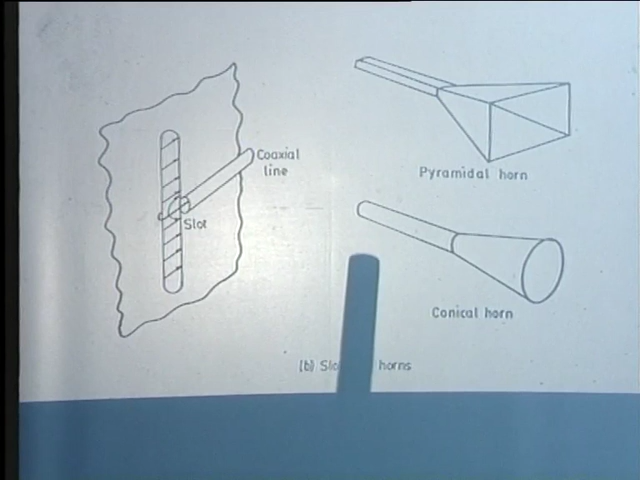 Coaxial
line
Slot
Pyramidal horn
Conical horn
(b) Slo horns